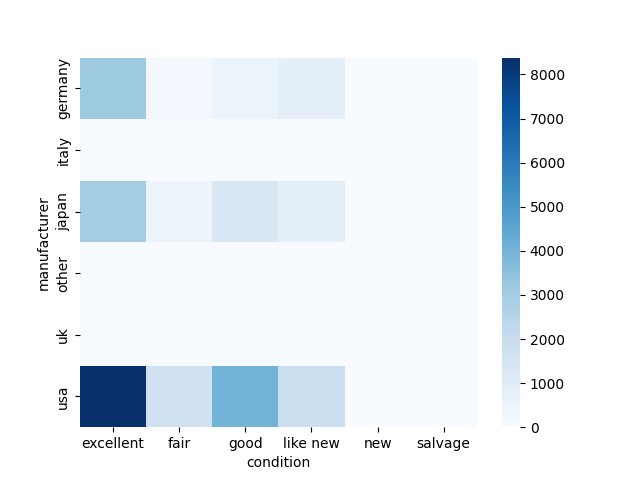 manufacturer
germany
italy
japan
other
uk
usa
excellent fair good like new new salvage
condition
8000
7000
6000
5000
4000
3000
2000
1000
0